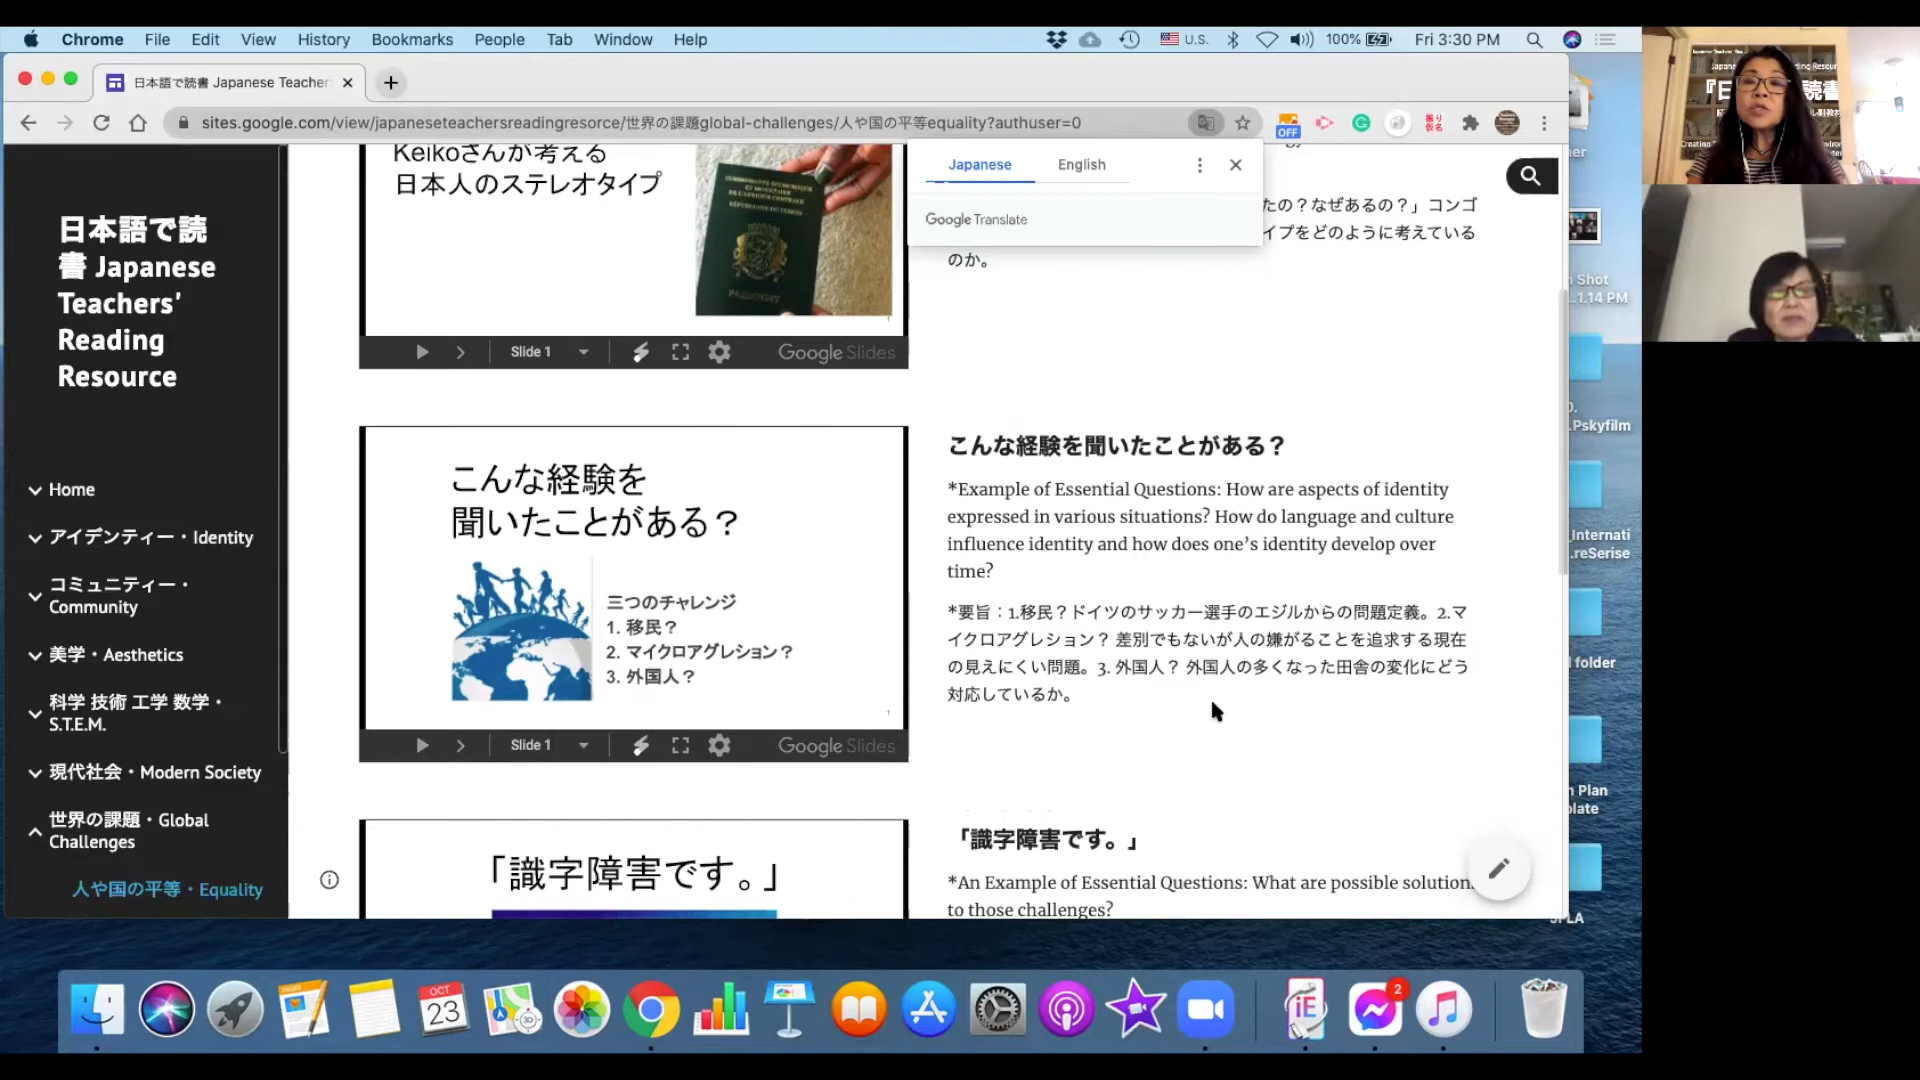 Chrome File Edit View History Bookmarks People Tab Window Help
U.S. 100% Fri 3:30 PM
日本語で読書 Japanese Teacher
sites.google.com/view/japaneseteachersreadingresorce/世界の課題global-challenges/人や国の平等equality?authuser=0
OFF
Japanese English
Google Translate
日本語で読
書 Japanese
Teachers'
Reading
Resource
Home
アイデンティー・Identity
コミュニティー・
Community
美学・Aesthetics
科学 技術 工学 数学・
S.T.E.M.
現代社会・Modern Society
世界の課題・Global
Challenges
人や国の平等・Equality
Keikoさんが考える
日本人のステレオタイプ
PASSEPORT
1
Slide 1
Google Slides
たの？なぜあるの？」コンゴ
イプをどのように考えている
のか。
こんな経験を
聞いたことがある？
三つのチャレンジ
1. 移民？
2. マイクロアグレション？
3. 外国人？
1
Slide 1
Google Slides
こんな経験を聞いたことがある？
*Example of Essential Questions: How are aspects of identity
expressed in various situations? How do language and culture
influence identity and how does one's identity develop over
time?
*要旨：1.移民？ドイツのサッカー選手のエジルからの問題定義。2.マ
イクロアグレション？ 差別でもないが人の嫌がることを追求する現在
の見えにくい問題。3. 外国人？ 外国人の多くなった田舎の変化にどう
対応しているか。
「識字障害です。」
「識字障害です。」
*An Example of Essential Questions: What are possible solution
to those challenges?
Shot
1.14 PM
.Pskyfilm
Internati
.reSerise
folder
Plan
plate
OCT
23
iE
2